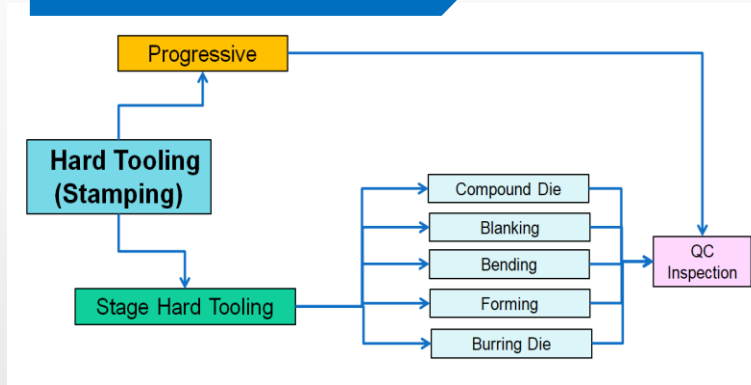 Progressive
Hard Tooling
(Stamping)
Stage Hard Tooling
Compound Die
Blanking
Bending
Forming
Burring Die
QC
Inspection